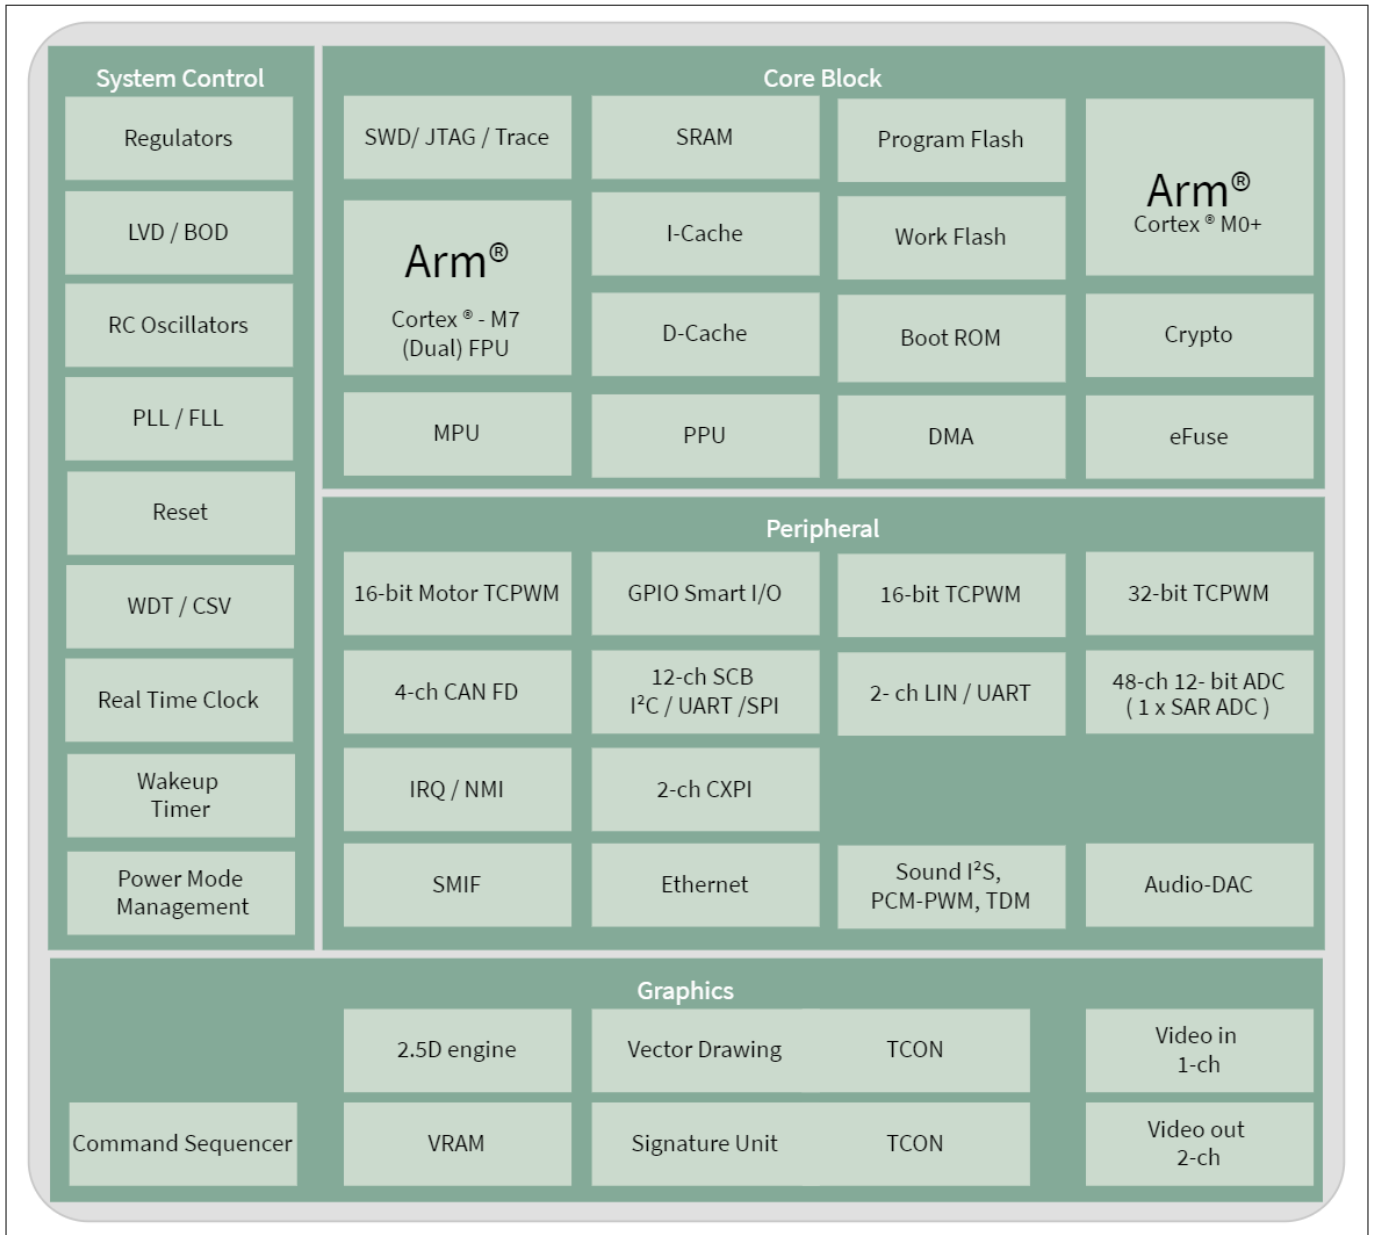 System Control
Regulators
LVD / BOD
RC Oscillators
PLL / FLL
Reset
WDT / CSV
Real Time Clock
Wakeup
Timer
Power Mode
Management
Core Block
SWD/ JTAG / Trace
SRAM
Program Flash
Arm®
Cortex ® M0+
Arm®
Cortex ® - M7
(Dual) FPU
I-Cache
Work Flash
D-Cache
Boot ROM
Crypto
MPU
PPU
DMA
eFuse
Peripheral
16-bit Motor TCPWM
GPIO Smart I/O
16-bit TCPWM
32-bit TCPWM
4-ch CAN FD
12-ch SCB
I²C / UART /SPI
2- ch LIN / UART
48-ch 12- bit ADC
( 1 x SAR ADC )
IRQ / NMI
2-ch CXPI
SMIF
Ethernet
Sound I²S,
PCM-PWM, TDM
Audio-DAC
Graphics
2.5D engine
Vector Drawing
TCON
Video in
1-ch
Command Sequencer
VRAM
Signature Unit
TCON
Video out
2-ch